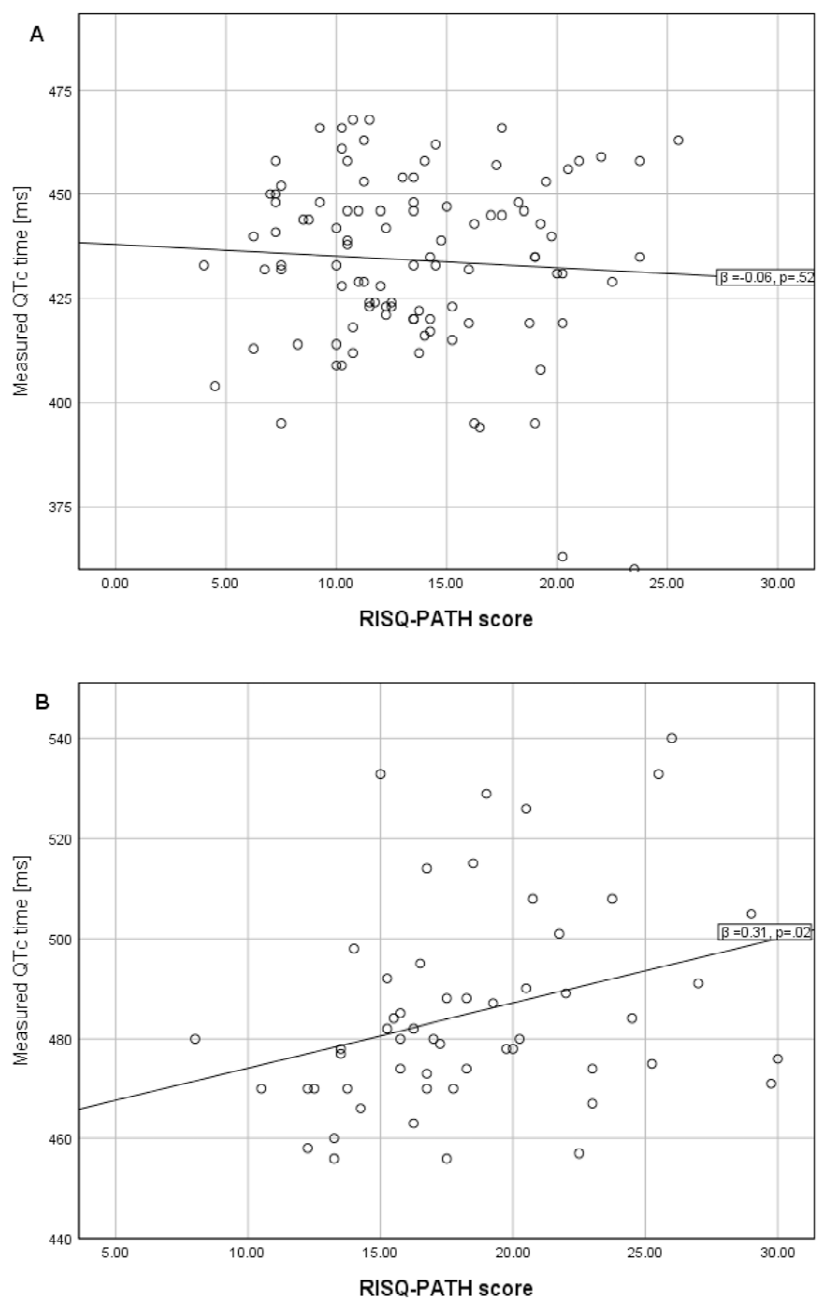 A
Measured QTc time [ms]
475
450
425
400
375
β =-0.06, p=.52
0.00 5.00 10.00 15.00 20.00 25.00 30.00
RISQ-PATH score
B
Measured QTc time [ms]
540
520
500
480
460
440
β =0.31, p=.02
5.00 10.00 15.00 20.00 25.00 30.00
RISQ-PATH score